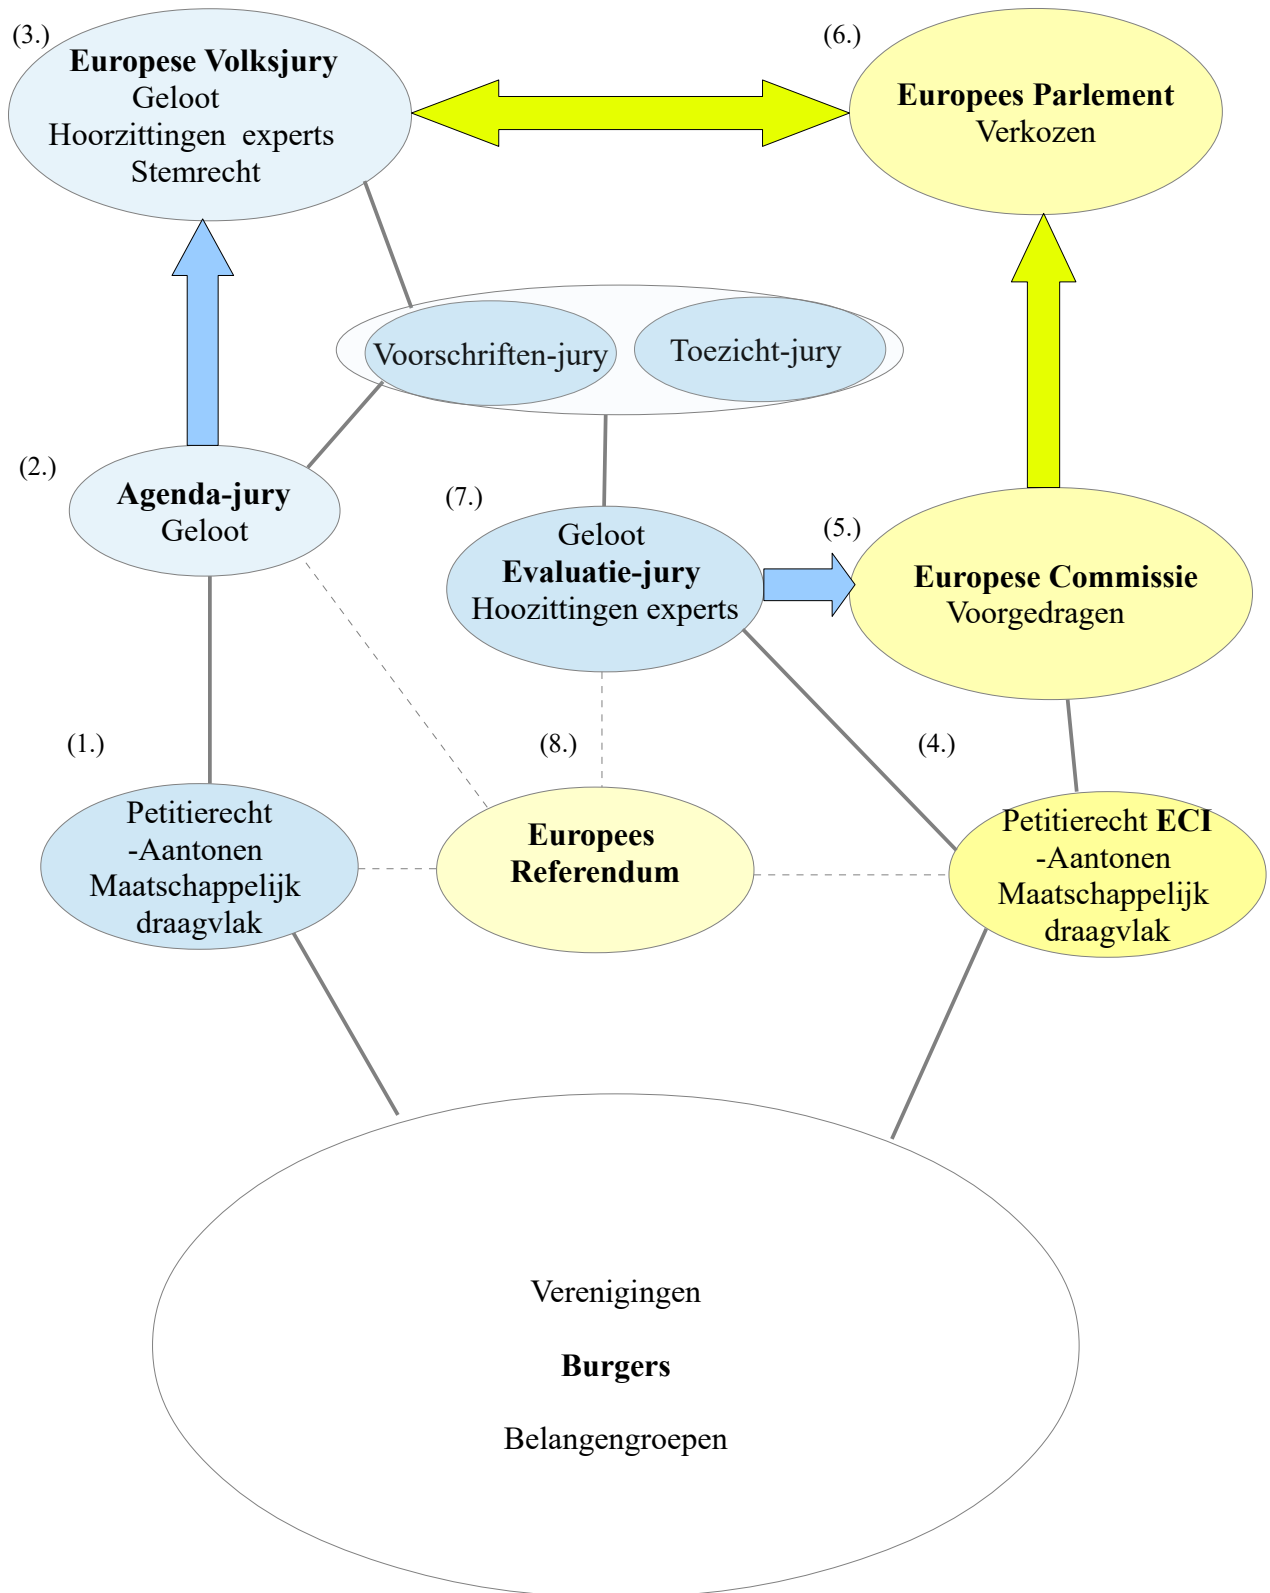 (3.)
Europese Volksjury
Geloot
Hoorzittingen experts
Stemrecht
(6.)
Europees Parlement
Verkozen
Voorschriften-jury
Toezicht-jury
(2.)
Agenda-jury
Geloot
(7.)
Geloot
Evaluatie-jury
Hoozittingen experts
(5.)
Europese Commissie
Voorgedragen
(1.)
Petitierecht
-Aantonen
Maatschappelijk
draagvlak
(8.)
Europees
Referendum
(4.)
Petitierecht ECI
-Aantonen
Maatschappelijk
draagvlak
Verenigingen
Burgers
Belangengroepen